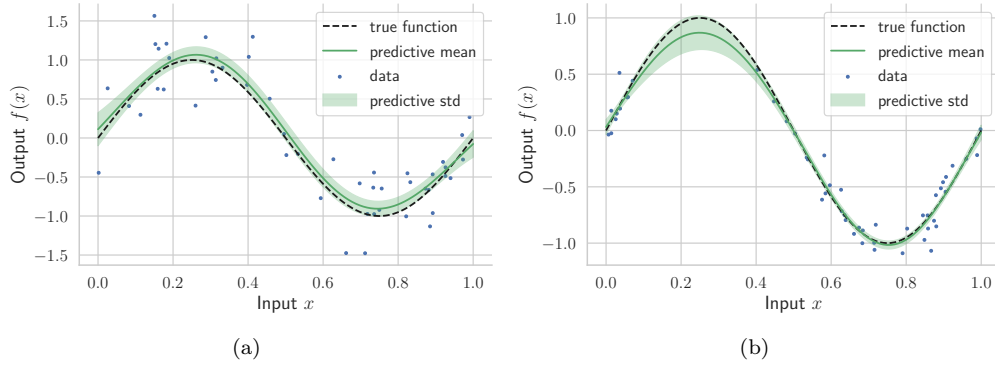 1.5
1.0
0.5
0.0
−0.5
−1.0
−1.5
Output f(x)
0.0 0.2 0.4 0.6 0.8 1.0
Input x
true function
predictive mean
data
predictive std
(a)
1.0
0.5
0.0
−0.5
−1.0
Output f(x)
0.0 0.2 0.4 0.6 0.8 1.0
Input x
true function
predictive mean
data
predictive std
(b)